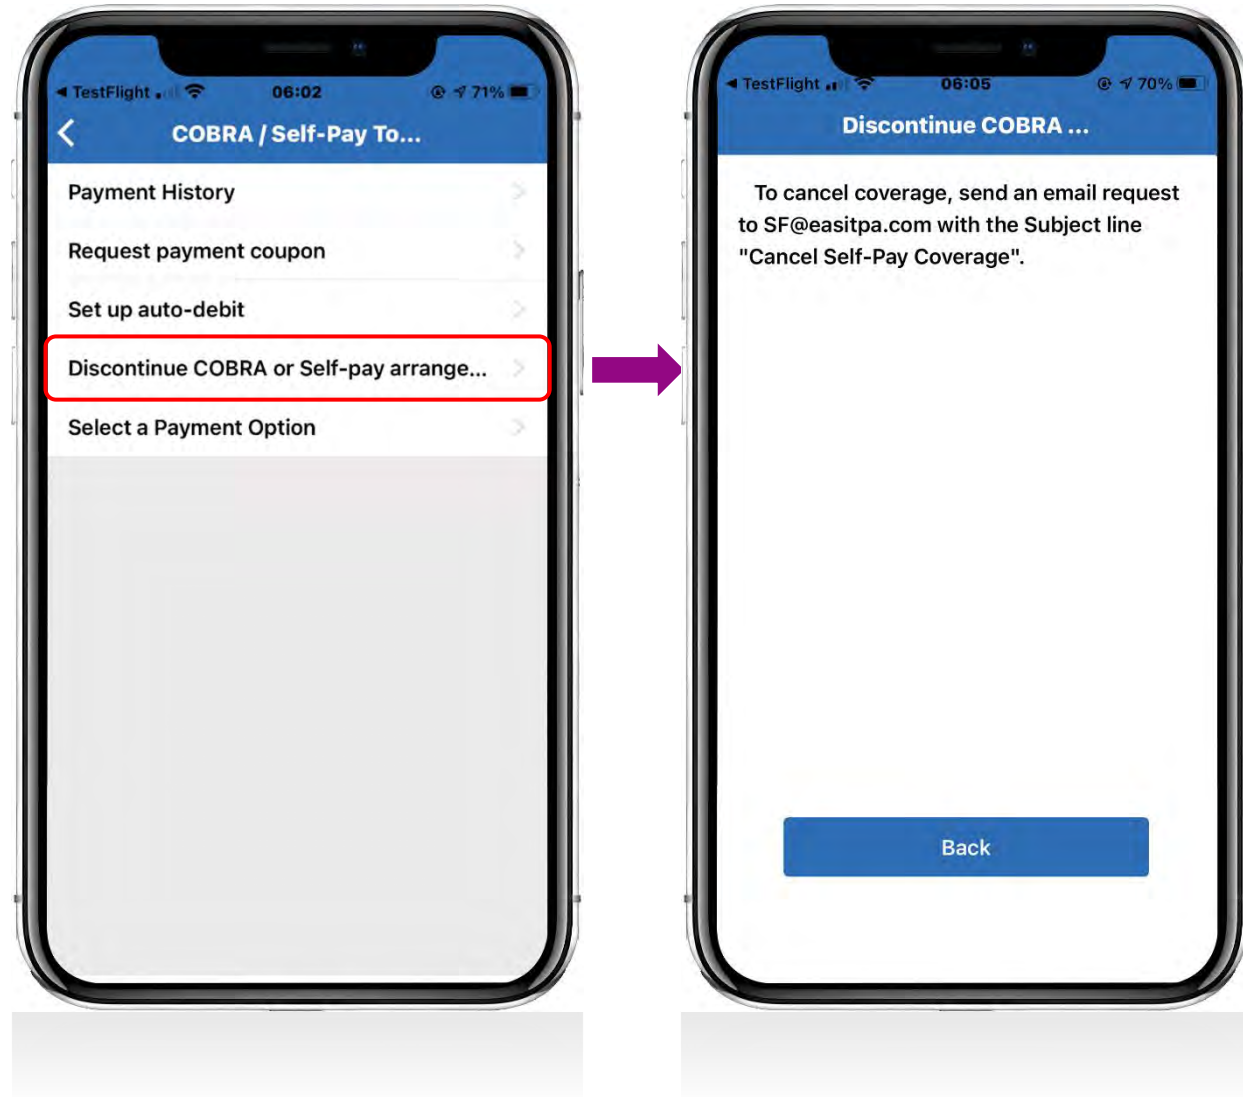 TestFlight
06:02
71%
COBRA / Self-Pay To...
Payment History
Request payment coupon
Set up auto-debit
Discontinue COBRA or Self-pay arrange...
Select a Payment Option
TestFlight
06:05
70%
Discontinue COBRA ...
To cancel coverage, send an email request
to SF@easitpa.com with the Subject line
"Cancel Self-Pay Coverage".
Back